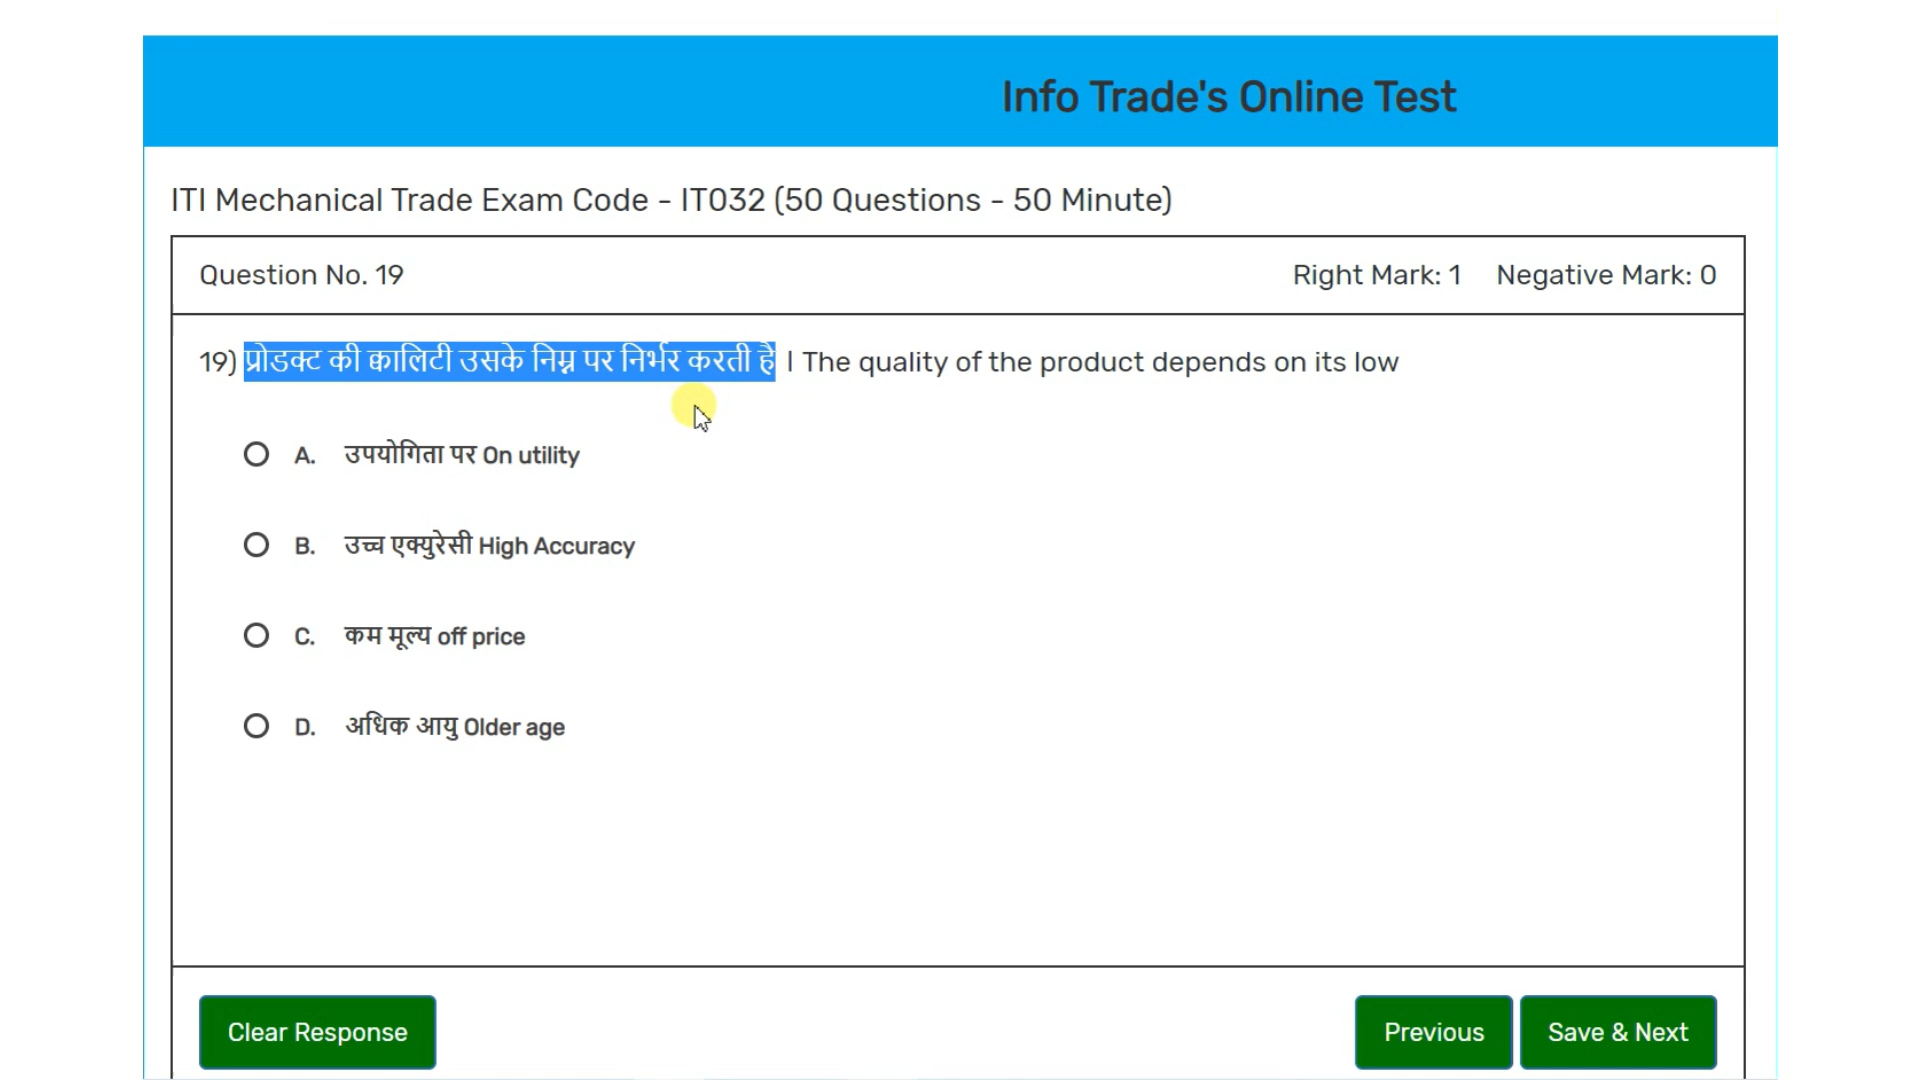 Info Trade's Online Test
ITI Mechanical Trade Exam Code - IT032 (50 Questions - 50 Minute)
Question No. 19 Right Mark: 1 Negative Mark: 0
19) प्रोडक्ट की क्वालिटी उसके निम्न पर निर्भर करती है | The quality of the product depends on its low
A. उपयोगिता पर On utility
B. उच्च एक्युरेसी High Accuracy
C. कम मूल्य off price
D. अधिक आयु Older age
Clear Response Previous Save & Next